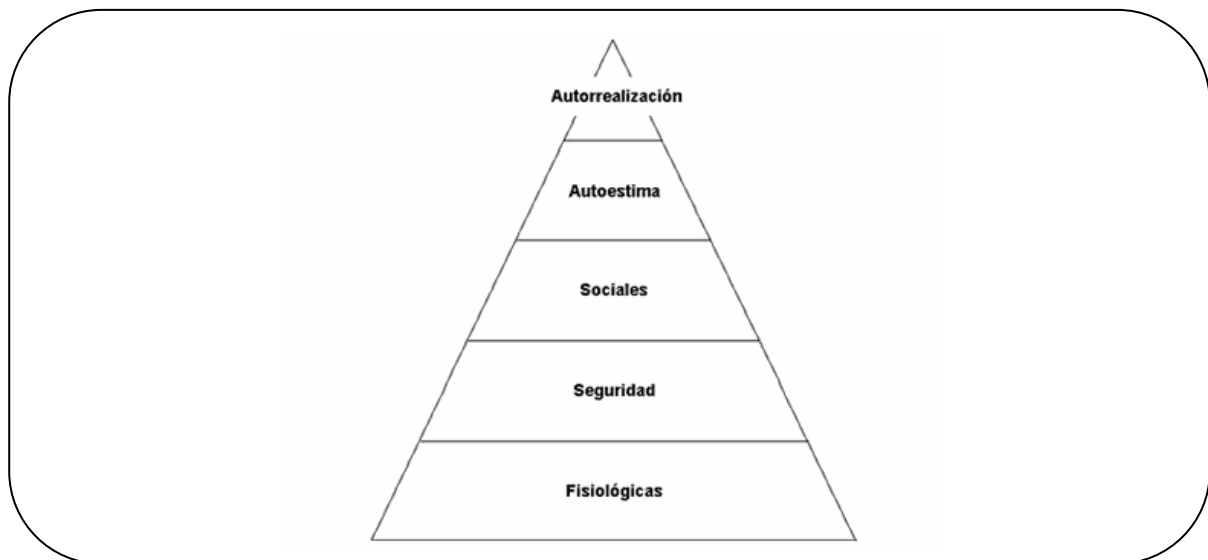 Autorrealización
Autoestima
Sociales
Seguridad
Fisiológicas